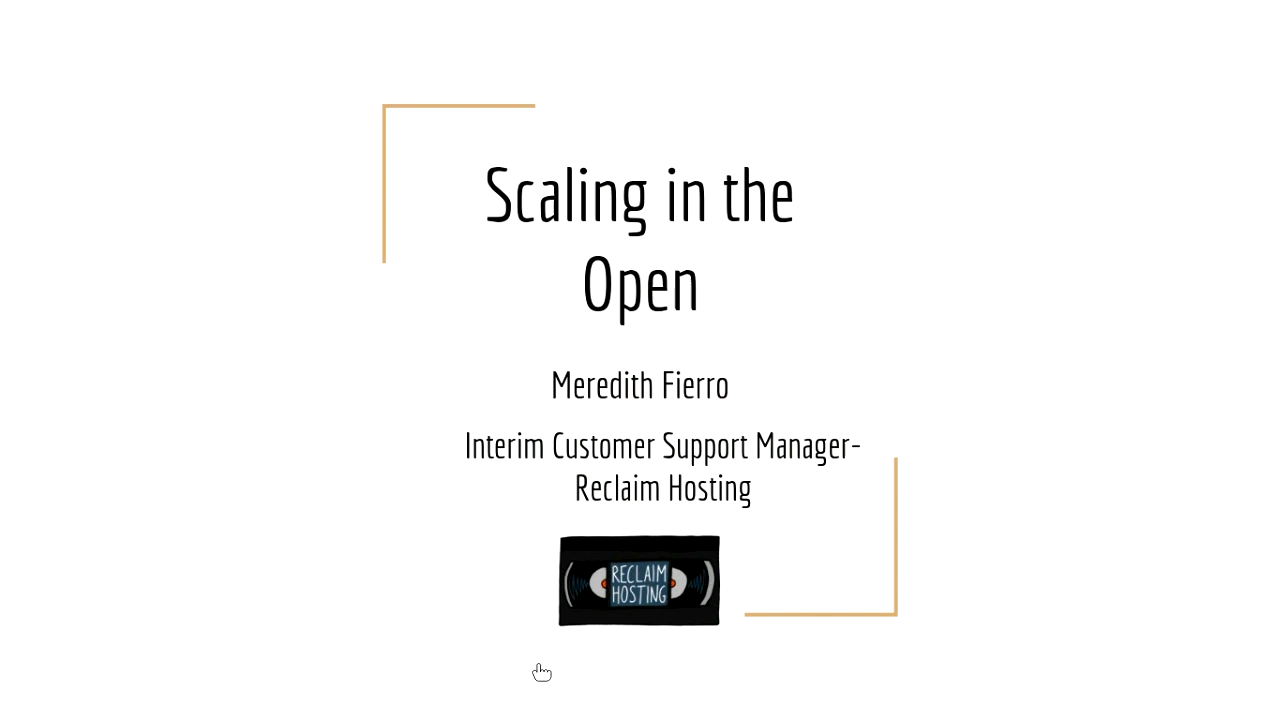 Scaling in the
Open
Meredith Fierro
Interim Customer Support Manager-
Reclaim Hosting
RECLAIM
HOSTING